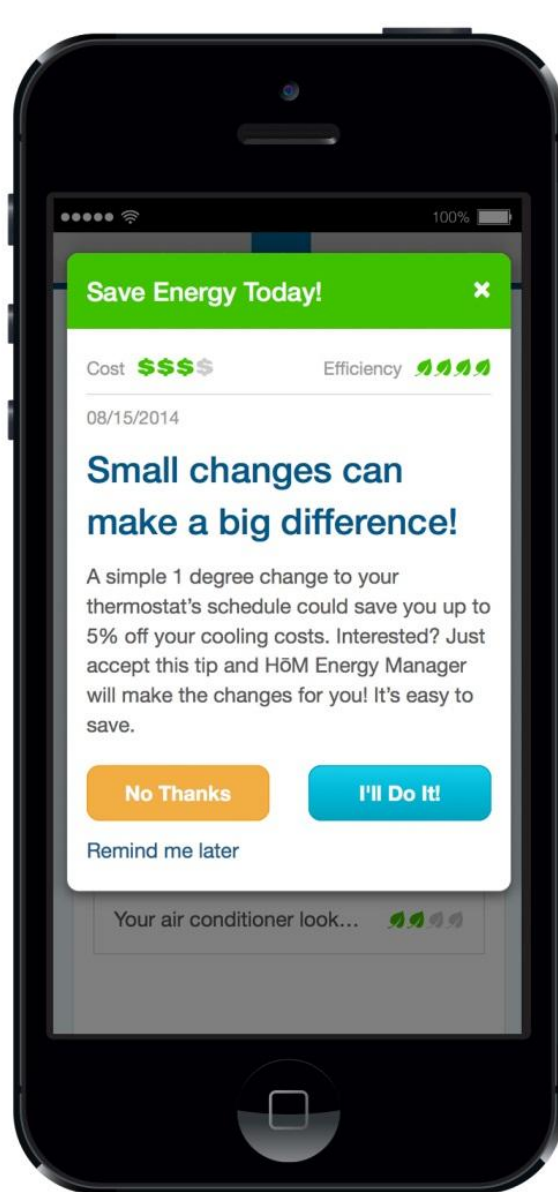 100%
Save Energy Today! ×
Cost $$$$ Efficiency
08/15/2014
Small changes can
make a big difference!
A simple 1 degree change to your
thermostat's schedule could save you up to
5% off your cooling costs. Interested? Just
accept this tip and HōM Energy Manager
will make the changes for you! It's easy to
save.
No Thanks I'll Do It!
Remind me later
Your air conditioner look...